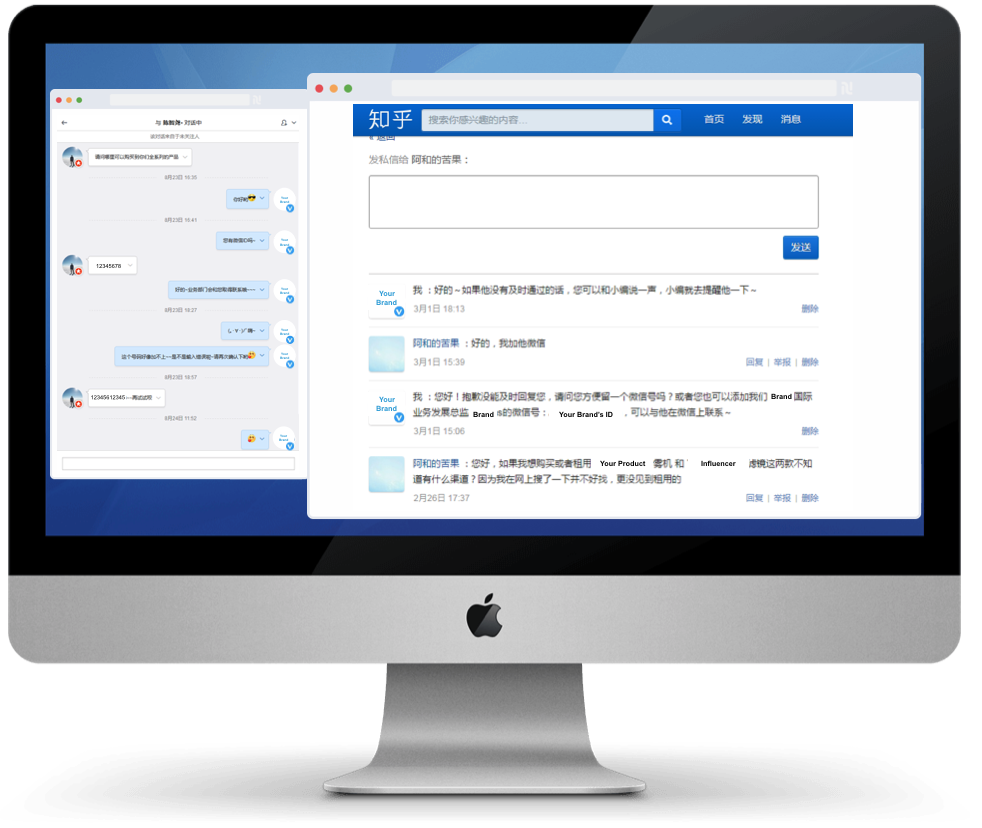 与 陈鹤尧- 对话中
该对话来终于未关注人
请问哪里可以购买到你们全系列的产品
8月23日 16:35
你好哟
Your Brand
8月23日 16:41
您有微信ID吗~
Your Brand
12345678
好的~业务部门会和您取得联系哦~~~
Your Brand
8月23日 18:27
Your Brand
这个号码好像加不上~~是不是输入错误啦~请再次确认下哟
Your Brand
8月23日 18:57
12345612345~~再试试呗
8月24日 11:52
Your Brand
知乎
搜索你感兴趣的内容...
首页 发现 消息
« 返回
发私信给 阿和的苦果：
发送
Your Brand
我 ：好的～如果他没有及时通过的话，您可以和小编说一声，小编我去提醒他一下～
3月1日 18:13 删除
阿和的苦果 ：好的，我加他微信
3月1日 15:39 回复 | 举报 | 删除
Your Brand
我 ：您好！抱歉没能及时回复您，请问您方便留一个微信号吗？或者您也可以添加我们 Brand 国际
业务发展总监 Brand 's的微信号： Your Brand's ID ，可以与他在微信上联系～
3月1日 15:06 删除
阿和的苦果 ：您好，如果我想购买或者租用 Your Product 雾机 和 Influencer 滤镜这两款不知
道有什么渠道？因为我在网上搜了一下并不好找，更没见到租用的
2月26日 17:37 回复 | 举报 | 删除